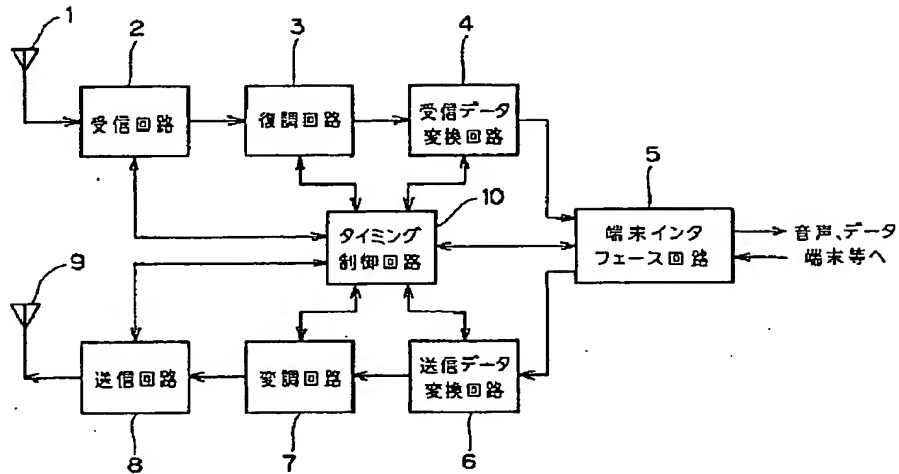 1
2
3
4
受信回路
復調回路
受信データ
変換回路
5
10
タイミング
制御回路
端末インタ
フェース回路
音声、データ
端末等へ
9
送信回路
変調回路
送信データ
変換回路
8
7
6